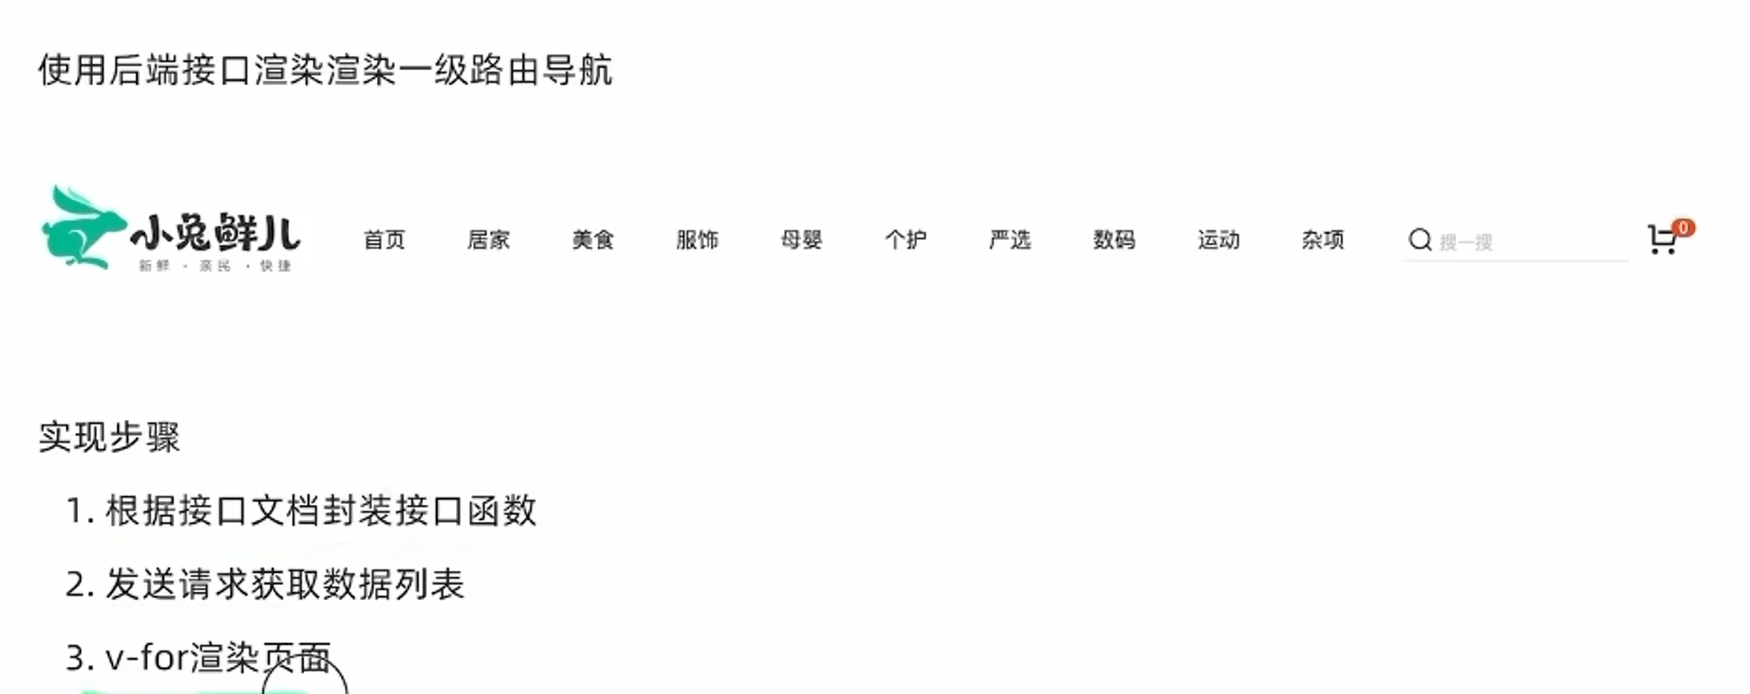 使用后端接口渲染渲染一级路由导航
小兔鲜儿
新鲜 · 亲民 · 快捷
首页 居家 美食 服饰 母婴 个护 严选 数码 运动 杂项 搜一搜 0
实现步骤
1. 根据接口文档封装接口函数
2. 发送请求获取数据列表
3. v-for渲染页面